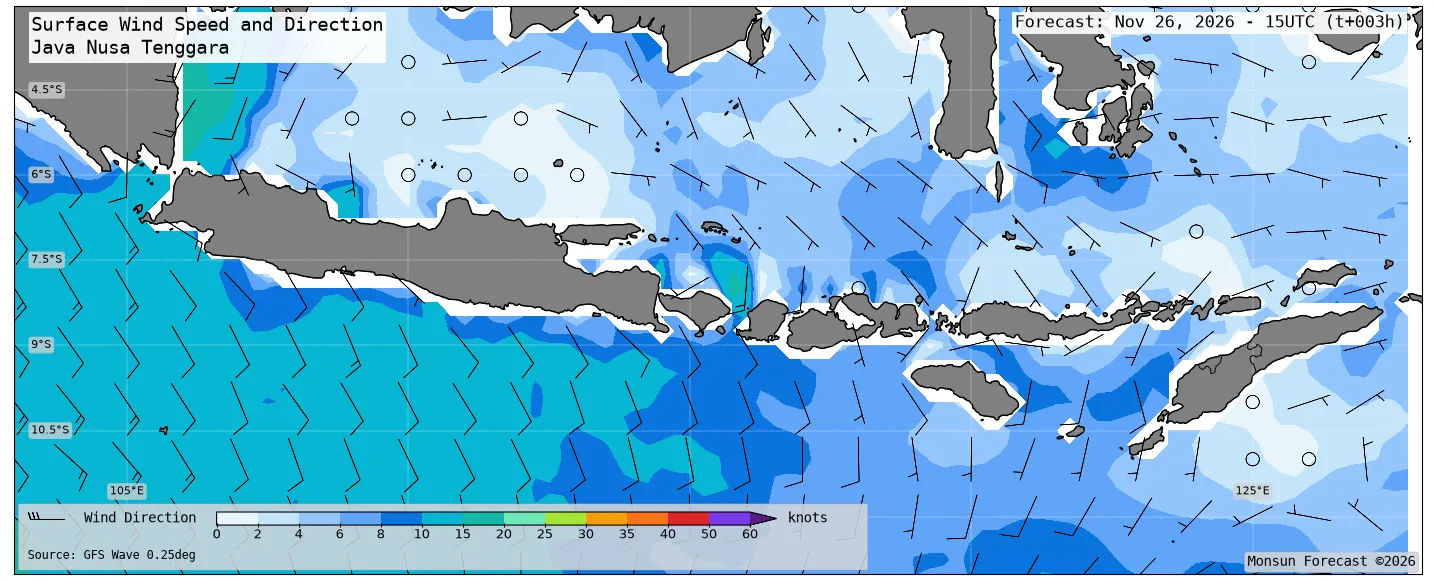 Surface Wind Speed and Direction
Java Nusa Tenggara
Forecast: Nov 26, 2026 - 15UTC (t+003h)
4.5°S
6°S
7.5°S
9°S
10.5°S
105°E
125°E
Wind Direction
0 2 4 6 8 10 15 20 25 30 35 40 50 60
knots
Source: GFS Wave 0.25deg
Monsun Forecast ©2026